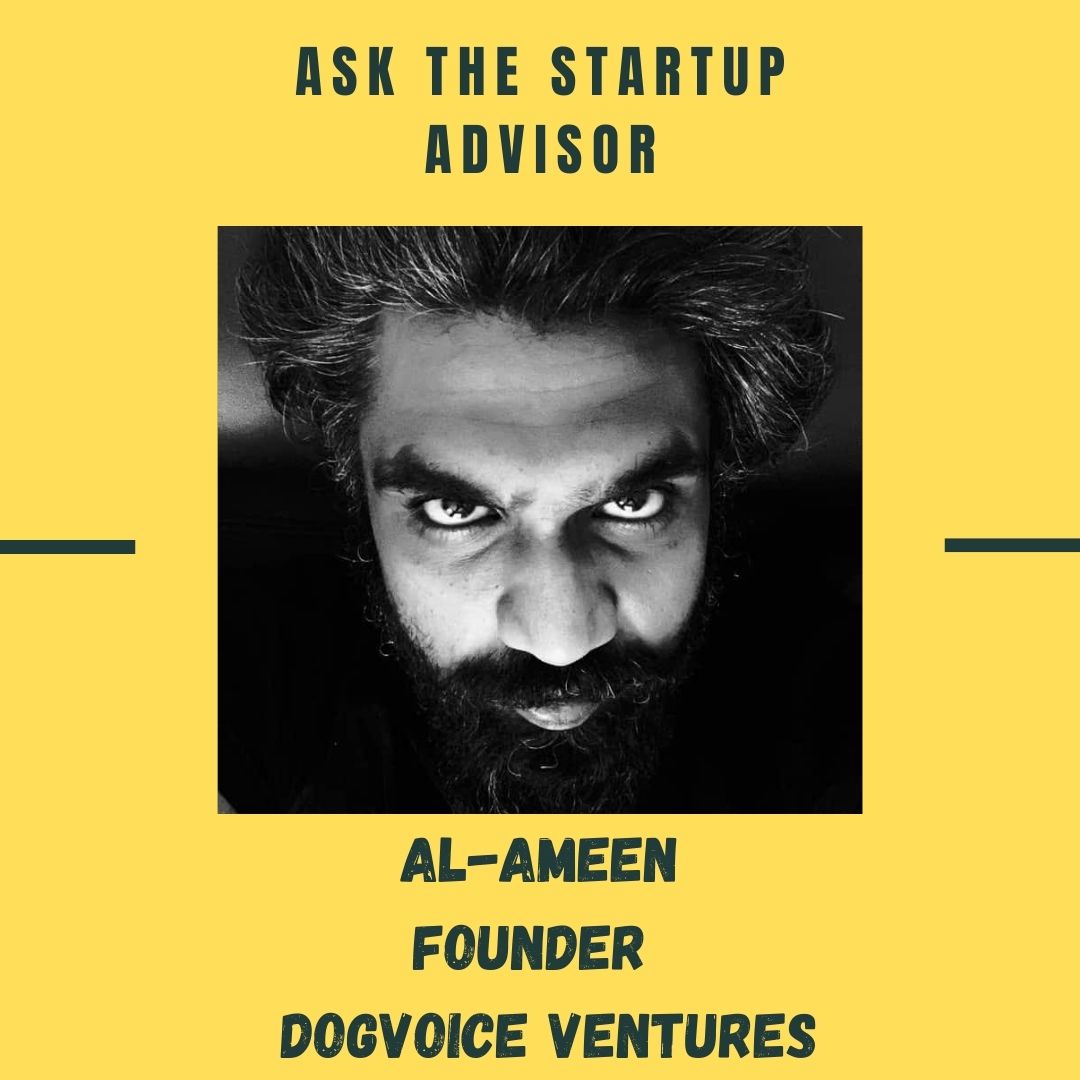 ASK THE STARTUP
ADVISOR
AL-AMEEN
FOUNDER
DOGVOICE VENTURES